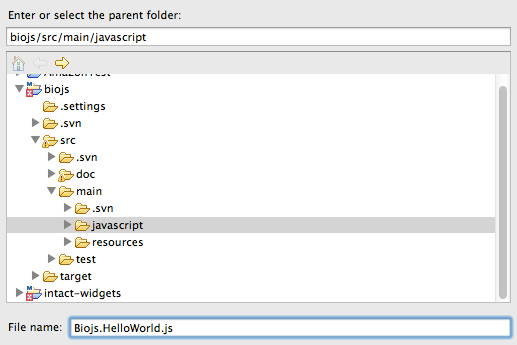 Enter or select the parent folder:
biojs/src/main/javascript
AmazonTest
biojs
.settings
.svn
src
.svn
doc
main
.svn
javascript
resources
test
target
intact-widgets
File name: Biojs.HelloWorld.js